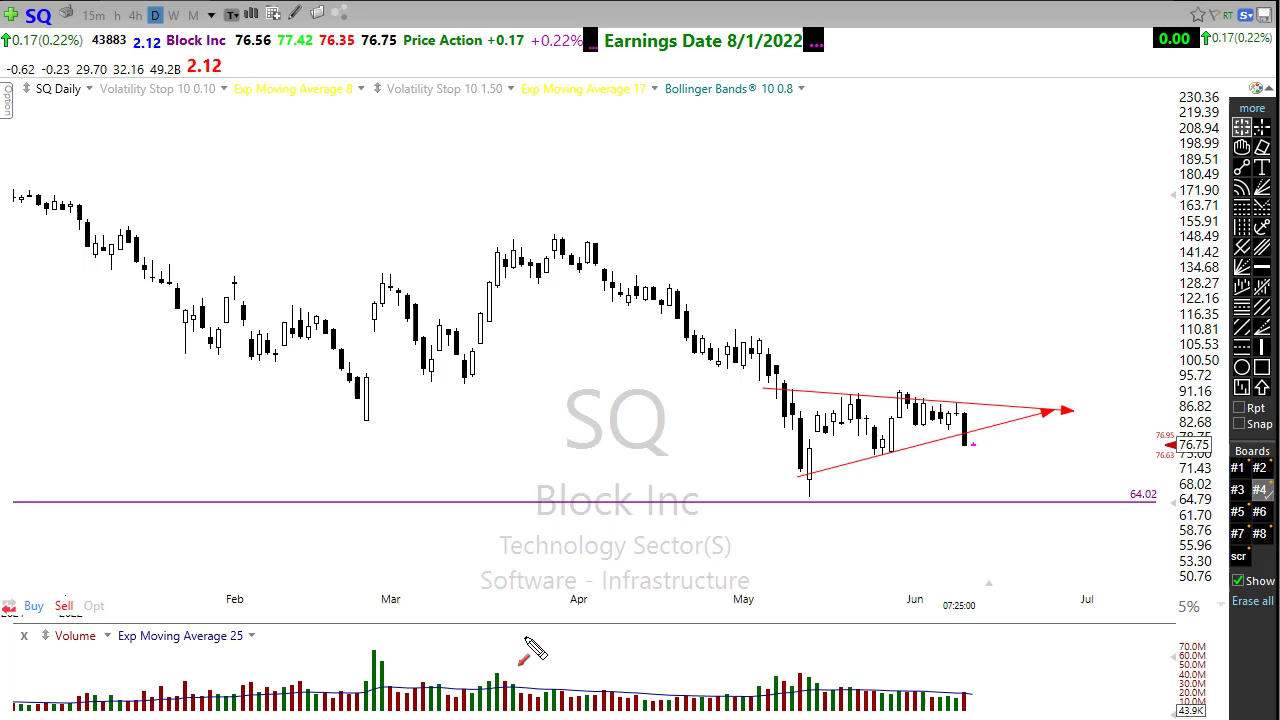 SQ 15m h 4h D W M T RT S
0.17(0.22%) 43883 2.12 Block Inc 76.56 77.42 76.35 76.75 Price Action +0.17 +0.22% ... Earnings Date 8/1/2022 ... 0.00 0.17(0.22%)
-0.62 -0.23 29.70 32.16 49.2B 2.12
Option
SQ Daily Volatility Stop 10 0.10 Exp Moving Average 8 Volatility Stop 10 1.50 Exp Moving Average 17 Bollinger Bands® 10 0.8
230.36
219.39
208.94
198.99
189.51
180.49
171.90
163.71
155.91
148.49
141.42
134.68
128.27
122.16
116.35
110.81
105.53
100.50
95.72
91.16
86.82
82.68
76.95
76.75
76.63
71.43
68.02
64.79
61.70
58.76
55.96
53.30
50.76
64.02
SQ
Block Inc
Technology Sector(S)
Software - Infrastructure
Feb Mar Apr May Jun Jul
07:25:00
5%
Buy Sell Opt
X Volume Exp Moving Average 25
70.0M
60.0M
50.0M
40.0M
30.0M
20.0M
10.0M
43.9K
more
T
Rpt
Snap
Boards
#1 #2
#3 #4
#5 #6
#7 #8
scr
Show
Erase all